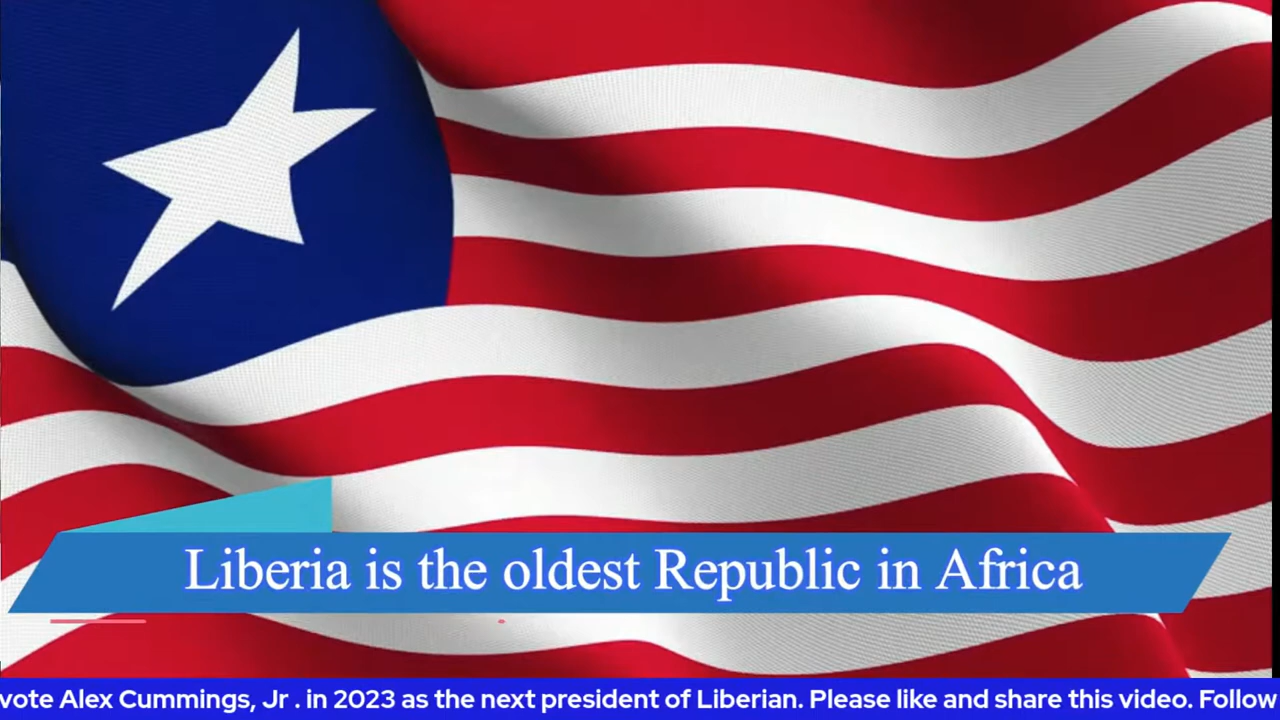 Liberia is the oldest Republic in Africa
vote Alex Cummings, Jr . in 2023 as the next president of Liberian. Please like and share this video. Follow